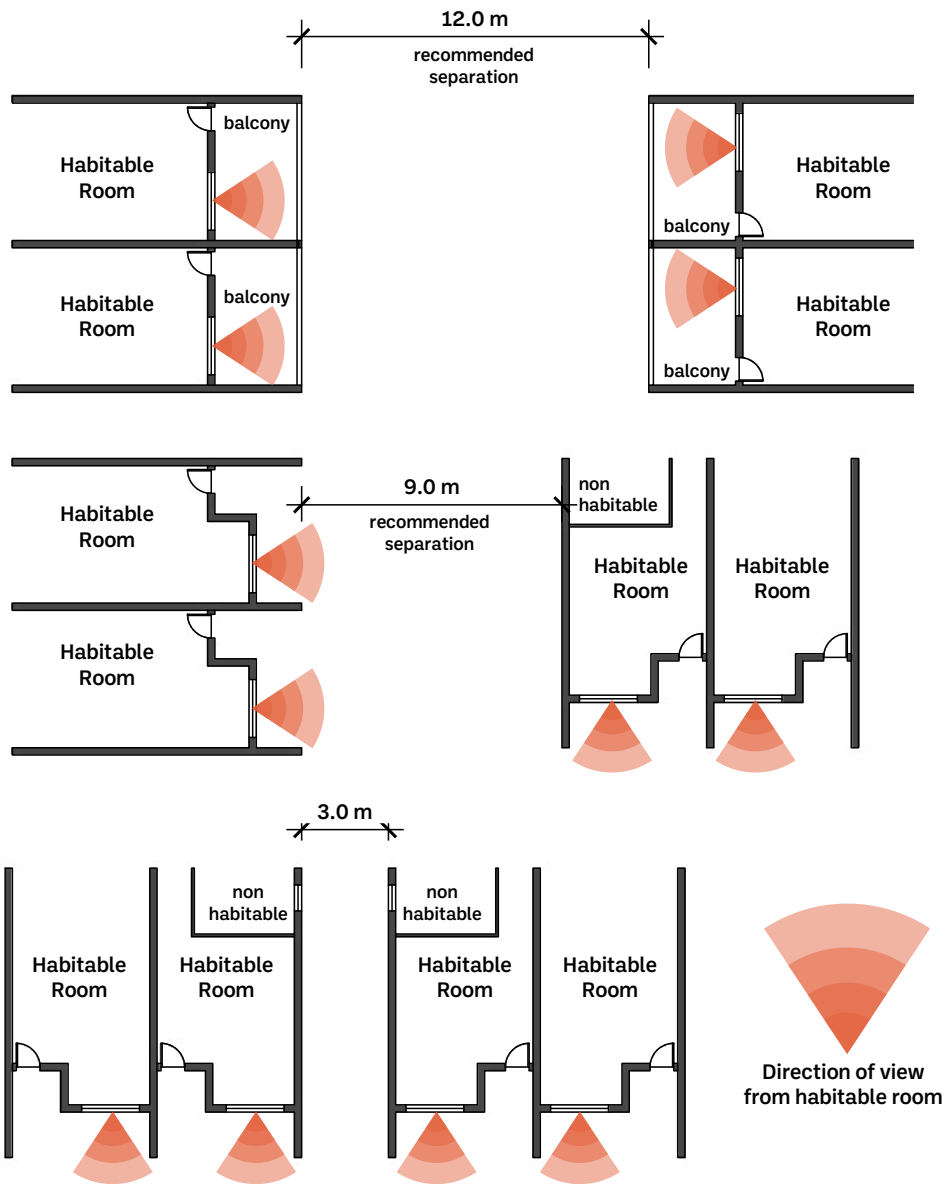 12.0 m
recommended
separation
balcony
Habitable
Room
Habitable
Room
balcony
Habitable
Room
balcony
balcony
Habitable
Room
balcony
9.0 m
recommended
separation
non
habitable
Habitable
Room
Habitable
Room
Habitable
Room
Habitable
Room
3.0 m
non
habitable
non
habitable
Habitable
Room
Habitable
Room
Habitable
Room
Habitable
Room
Direction of view
from habitable room